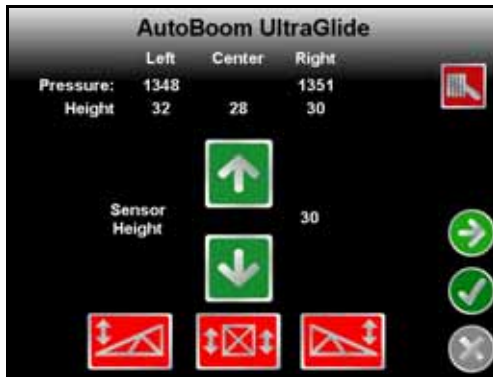 AutoBoom UltraGlide
Left Center Right
Pressure: 1348 1351
Height 32 28 30
Sensor 30
Height